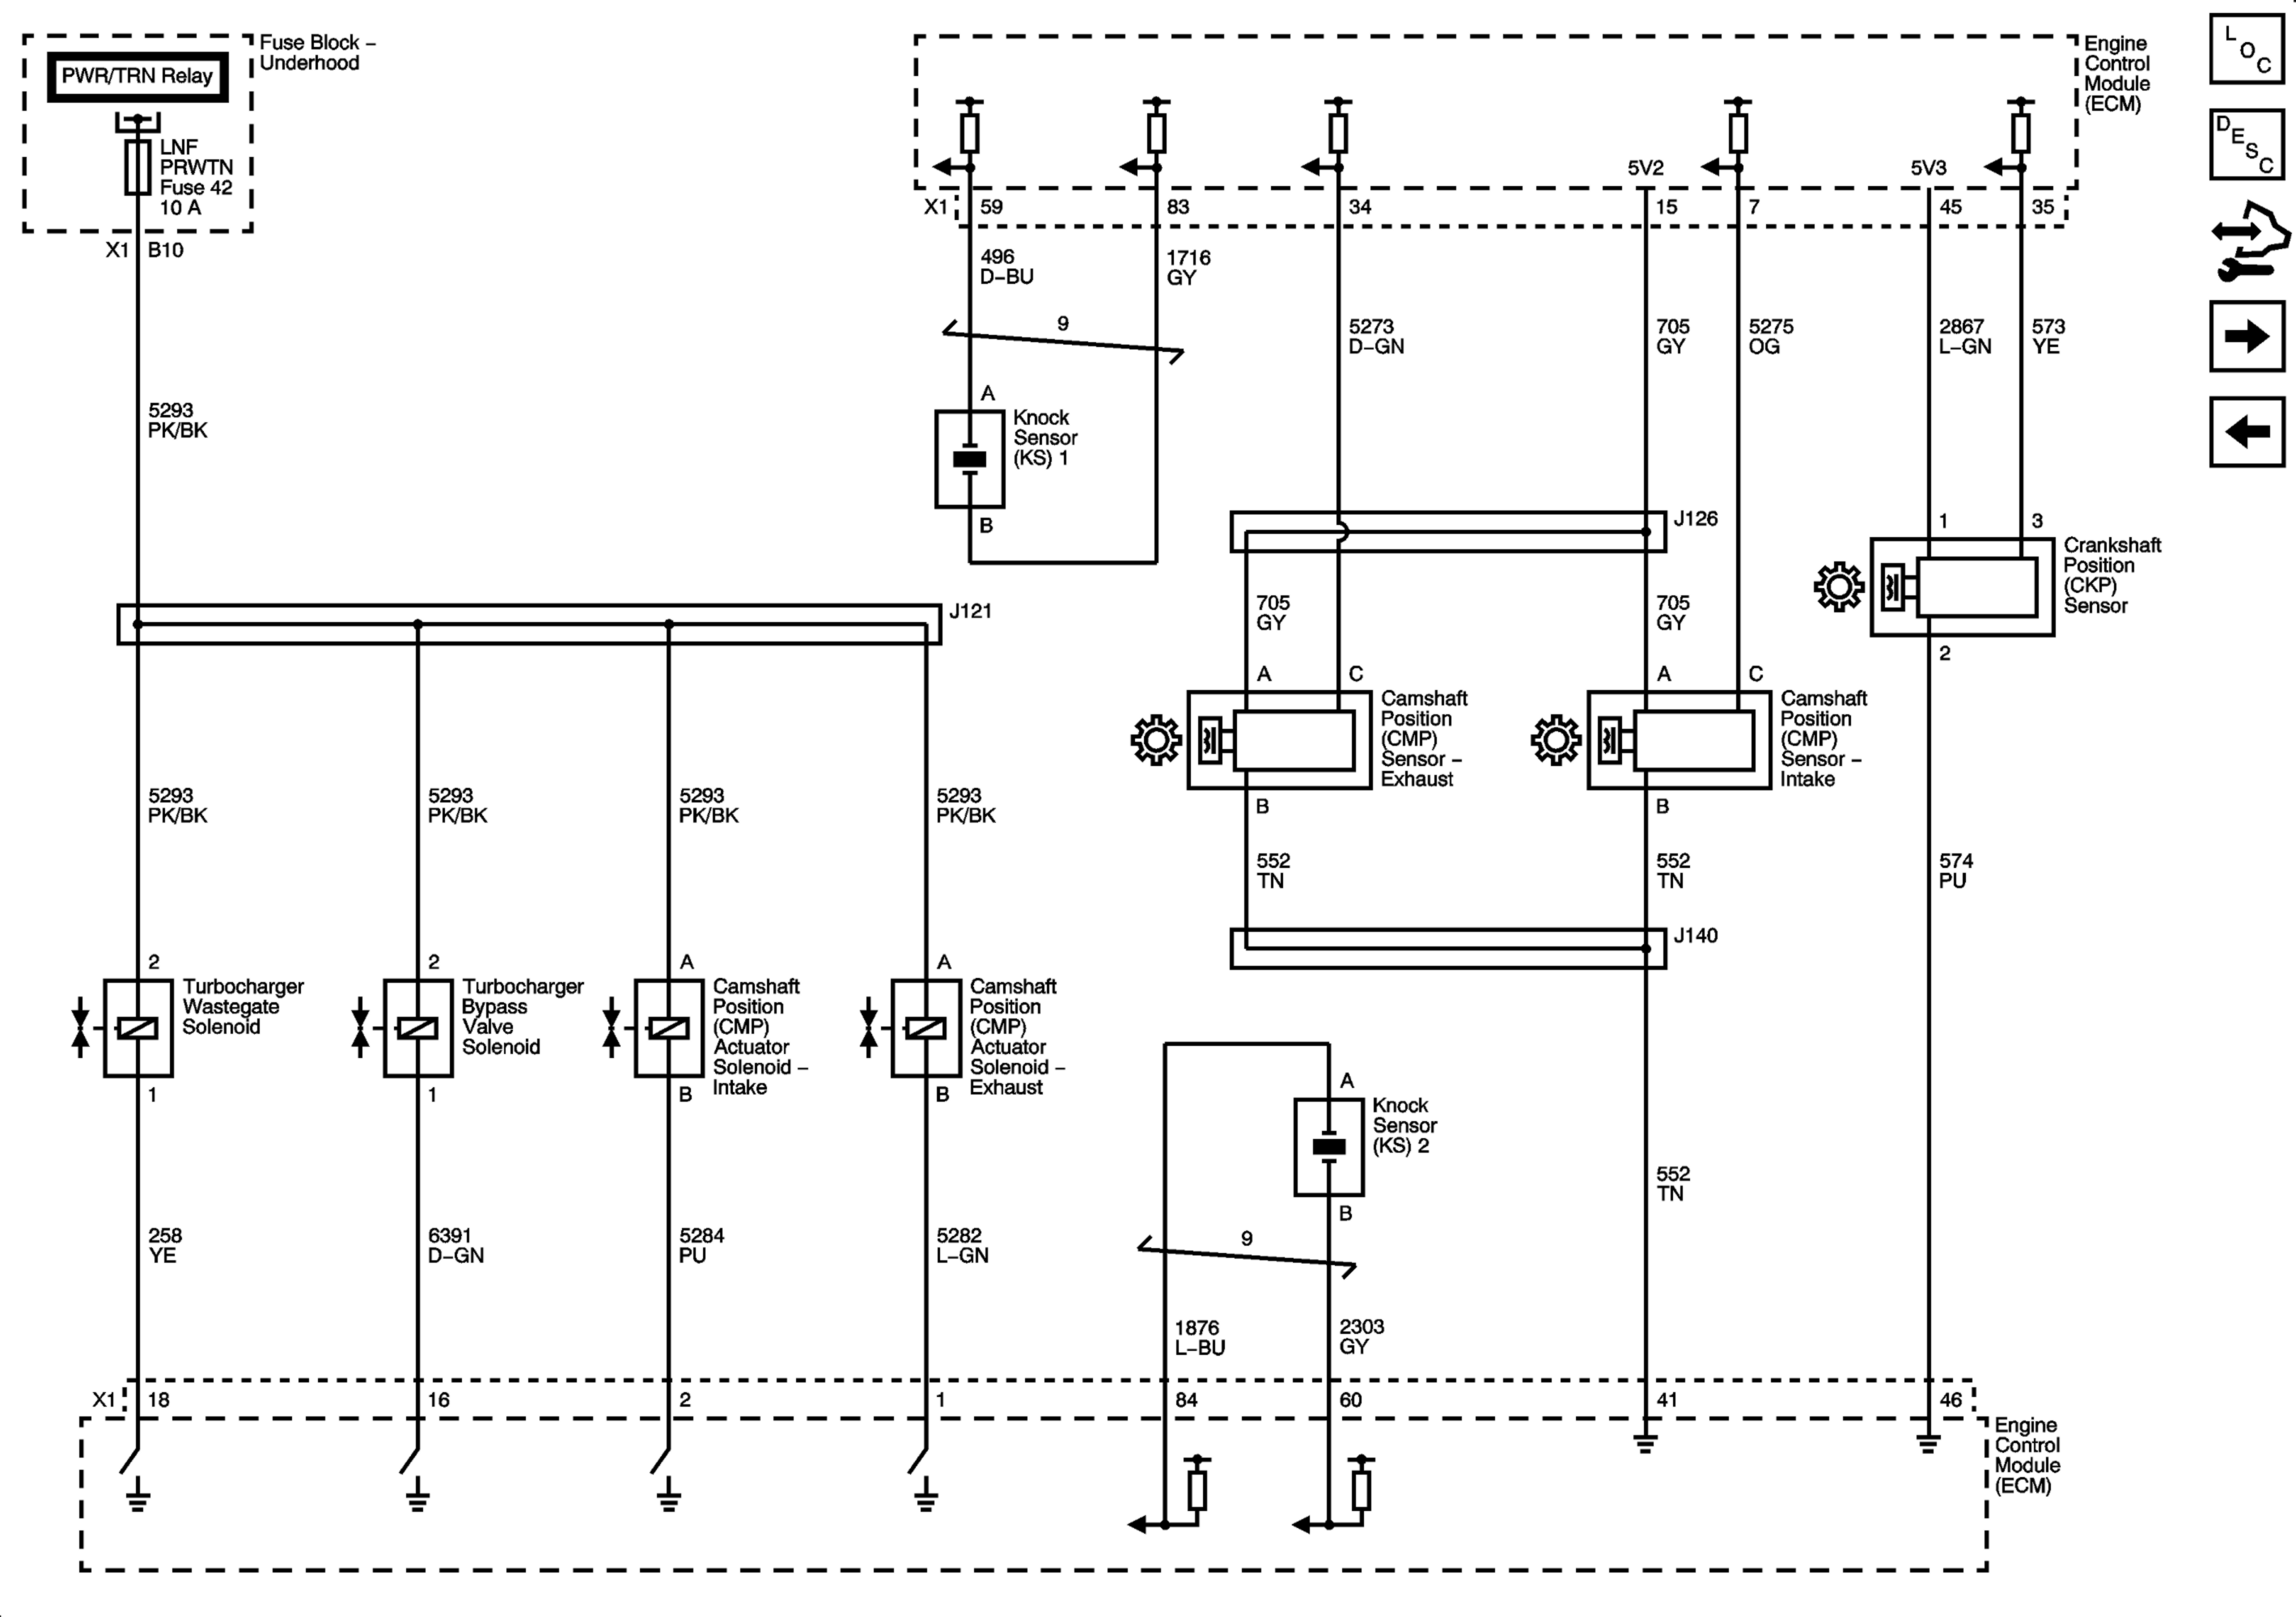 Fuse Block –
Underhood
PWR/TRN Relay
LNF
PRWTN
Fuse 42
10 A
X1 B10
Engine
Control
Module
(ECM)
5V2
5V3
X1 59 83 34 15 7 45 35
496
D–BU
1716
GY
9
5273
D–GN
705
GY
5275
OG
2867
L–GN
573
YE
5293
PK/BK
A
Knock
Sensor
(KS) 1
B
J126
1 3
Crankshaft
Position
(CKP)
Sensor
2
J121
705
GY
705
GY
A C
Camshaft
Position
(CMP)
Sensor –
Exhaust
B
A C
Camshaft
Position
(CMP)
Sensor –
Intake
B
5293
PK/BK
5293
PK/BK
5293
PK/BK
5293
PK/BK
552
TN
552
TN
574
PU
J140
2
Turbocharger
Wastegate
Solenoid
1
2
Turbocharger
Bypass
Valve
Solenoid
1
A
Camshaft
Position
(CMP)
Actuator
Solenoid –
Intake
B
A
Camshaft
Position
(CMP)
Actuator
Solenoid –
Exhaust
B
A
Knock
Sensor
(KS) 2
B
552
TN
258
YE
6391
D–GN
5284
PU
5282
L–GN
9
1876
L–BU
2303
GY
X1 18 16 2 1 84 60 41 46
Engine
Control
Module
(ECM)
LOC
DESC